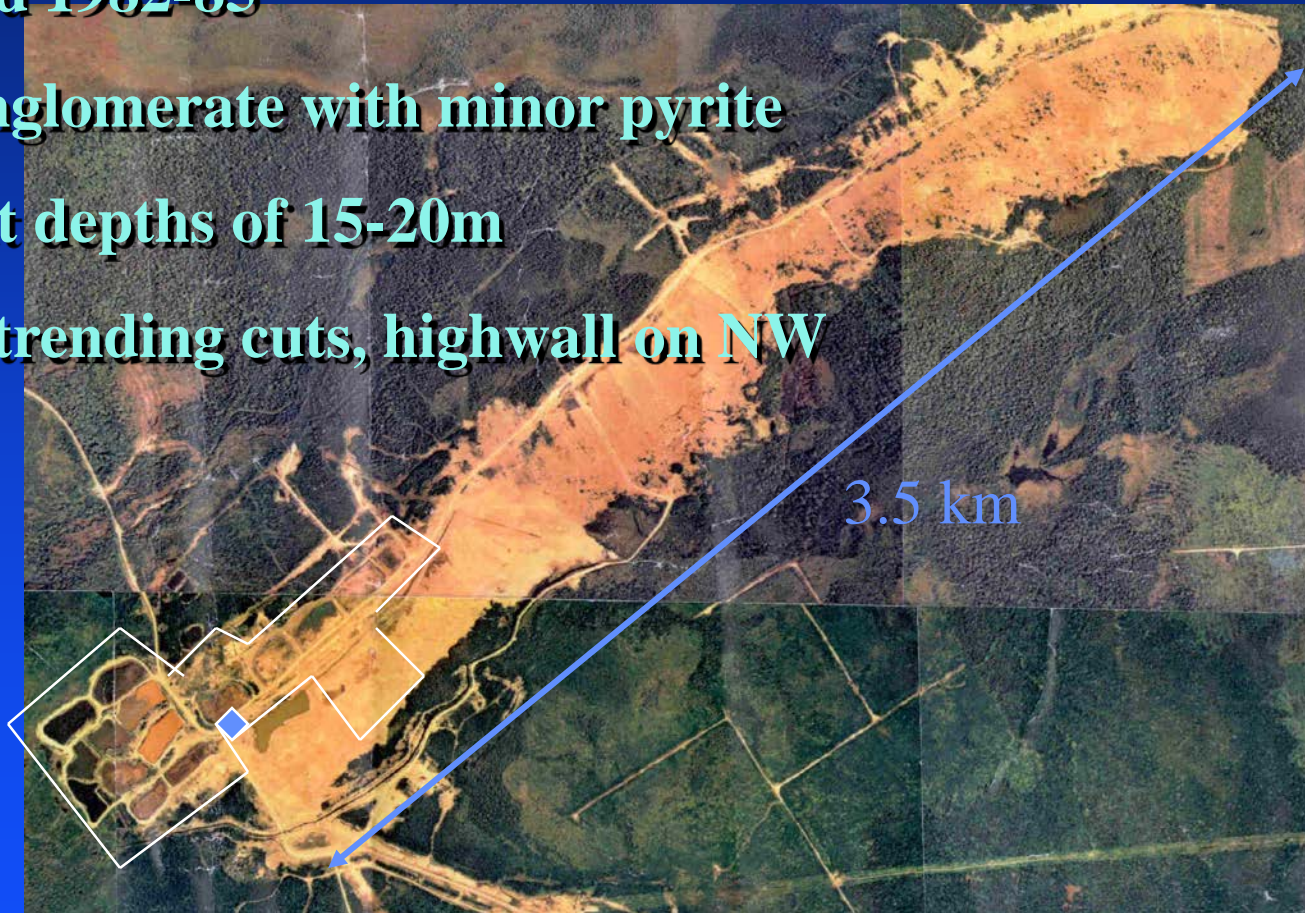 nglomerate with minor pyrite
t depths of 15-20m
trending cuts, highwall on NW
3.5 km